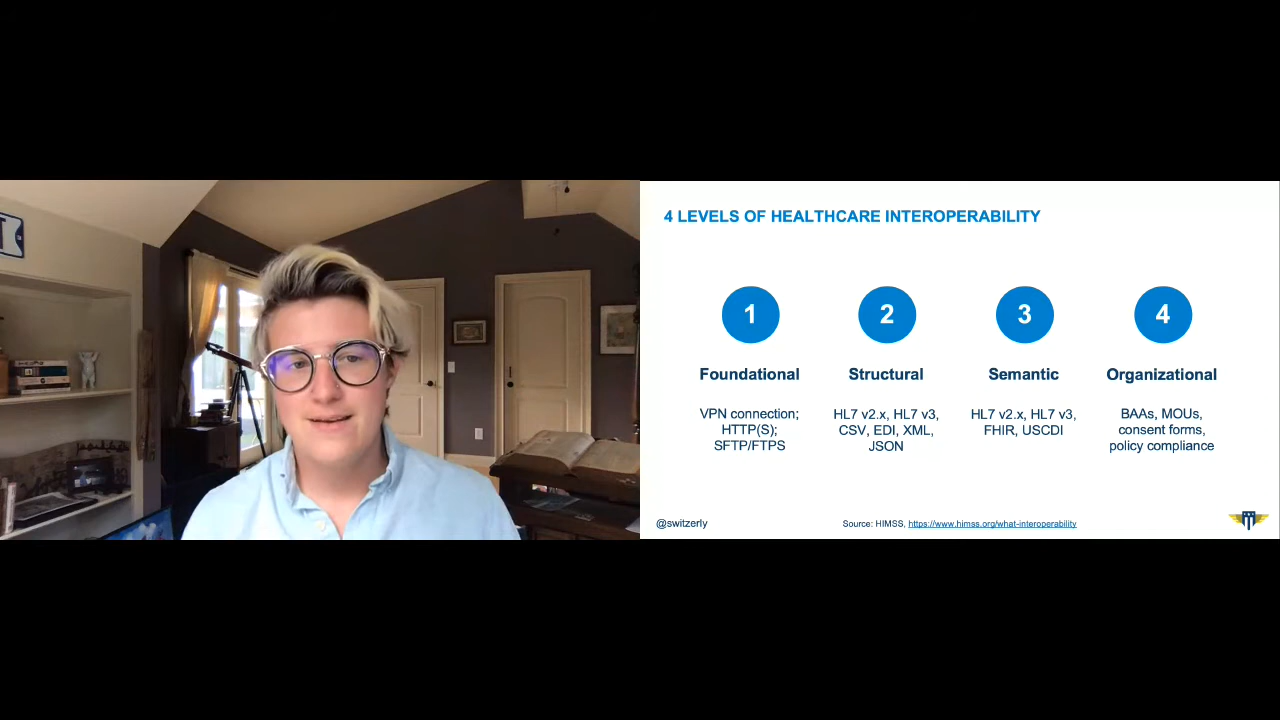 T
4 LEVELS OF HEALTHCARE INTEROPERABILITY
1
2
3
4
Foundational
Structural
Semantic
Organizational
VPN connection;
HTTP(S);
SFTP/FTPS
HL7 v2.x, HL7 v3,
CSV, EDI, XML,
JSON
HL7 v2.x, HL7 v3,
FHIR, USCDI
BAAs, MOUs,
consent forms,
policy compliance
@switzerly
Source: HIMSS, https://www.himss.org/what-interoperability